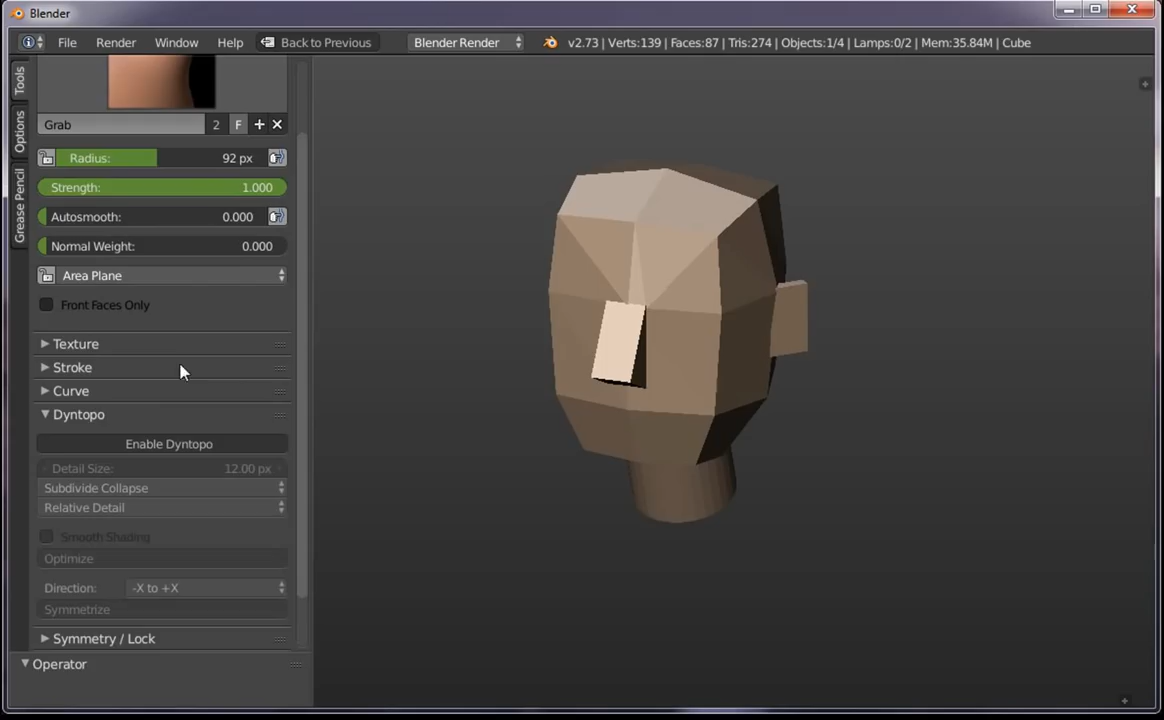 Blender
File Render Window Help Back to Previous Blender Render v2.73 | Verts:139 | Faces:87 | Tris:274 | Objects:1/4 | Lamps:0/2 | Mem:35.84M | Cube
Tools
Options
Grease Pencil
Grab 2 F
Radius: 92 px
Strength: 1.000
Autosmooth: 0.000
Normal Weight: 0.000
Area Plane
Front Faces Only
Texture
Stroke
Curve
Dyntopo
Enable Dyntopo
Detail Size: 12.00 px
Subdivide Collapse
Relative Detail
Smooth Shading
Optimize
Direction: -X to +X
Symmetrize
Symmetry / Lock
Operator